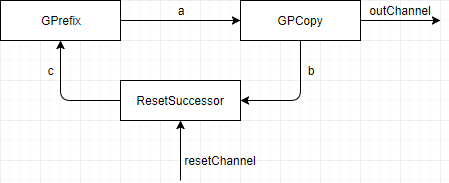 GPrefix
a
GPCopy
outChannel
c
b
ResetSuccessor
resetChannel